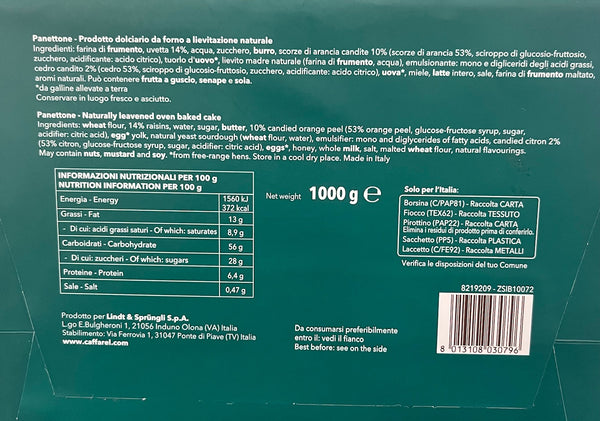 Panettone - Prodotto dolciario da forno a lievitazione naturale
Ingredienti: farina di frumento, uvetta 14%, acqua, zucchero, burro, scorze di arancia candite 10% (scorze di arancia 53%, sciroppo di glucosio-fruttosio,
zucchero, acidificante: acido citrico), tuorlo d'uovo*, lievito madre naturale (farina di frumento, acqua), emulsionante: mono e digliceridi degli acidi grassi,
cedro candito 2% (cedro 53%, sciroppo di glucosio-fruttosio, zucchero, acidificante: acido citrico), uova*, miele, latte intero, sale, farina di frumento maltato,
aromi naturali. Può contenere frutta a guscio, senape e soia.
*da galline allevate a terra
Conservare in luogo fresco e asciutto.
Panettone - Naturally leavened oven baked cake
Ingredients: wheat flour, 14% raisins, water, sugar, butter, 10% candied orange peel (53% orange peel, glucose-fructose syrup, sugar,
acidifier: citric acid), egg* yolk, natural yeast sourdough (wheat flour, water), emulsifier: mono and diglycerides of fatty acids, candied citron 2%
(53% citron, glucose-fructose syrup, sugar, acidifier: citric acid), eggs*, honey, whole milk, salt, malted wheat flour, natural flavourings.
May contain nuts, mustard and soy. *from free-range hens. Store in a cool dry place. Made in Italy
INFORMAZIONI NUTRIZIONALI PER 100 g
NUTRITION INFORMATION PER 100 g
Energia - Energy 1560 kJ
372 kcal
Grassi - Fat 13 g
- Di cui: acidi grassi saturi - Of which: saturates 8,9 g
Carboidrati - Carbohydrate 56 g
- Di cui: zuccheri - Of which: sugars 28 g
Proteine - Protein 6,4 g
Sale - Salt 0,47 g
Net weight 1000 g e
Solo per l'Italia:
Borsina (C/PAP81) - Raccolta CARTA
Fiocco (TEX62) - Raccolta TESSUTO
Pirottino (PAP22) - Raccolta CARTA
Elimina i residui di prodotto prima di conferirlo.
Sacchetto (PP5) - Raccolta PLASTICA
Laccetto (C/FE92) - Raccolta METALLI
Verifica le disposizioni del tuo Comune
8219209 - ZSIB10072
8 013108 030796
Prodotto per Lindt & Sprüngli S.p.A.
L.go E.Bulgheroni 1, 21056 Induno Olona (VA) Italia
Stabilimento: Via Ferrovia 1, 31047 Ponte di Piave (TV) Italia
www.caffarel.com
Da consumarsi preferibilmente
entro il: vedi il fianco
Best before: see on the side